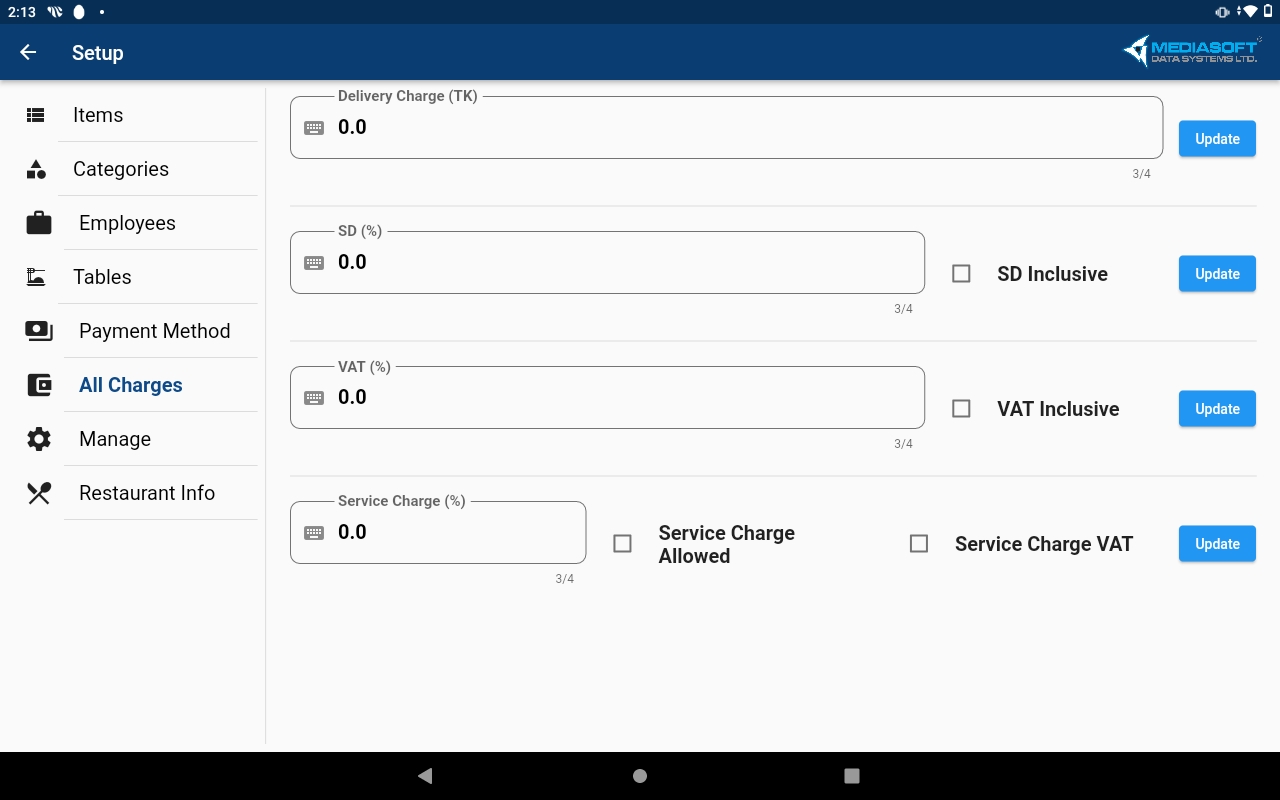 2:13
Setup
MEDIASOFT
DATA SYSTEMS LTD.
Items
Categories
Employees
Tables
Payment Method
All Charges
Manage
Restaurant Info
Delivery Charge (TK)
0.0
3/4
Update
SD (%)
0.0
3/4
SD Inclusive
Update
VAT (%)
0.0
3/4
VAT Inclusive
Update
Service Charge (%)
0.0
3/4
Service Charge
Allowed
Service Charge VAT
Update